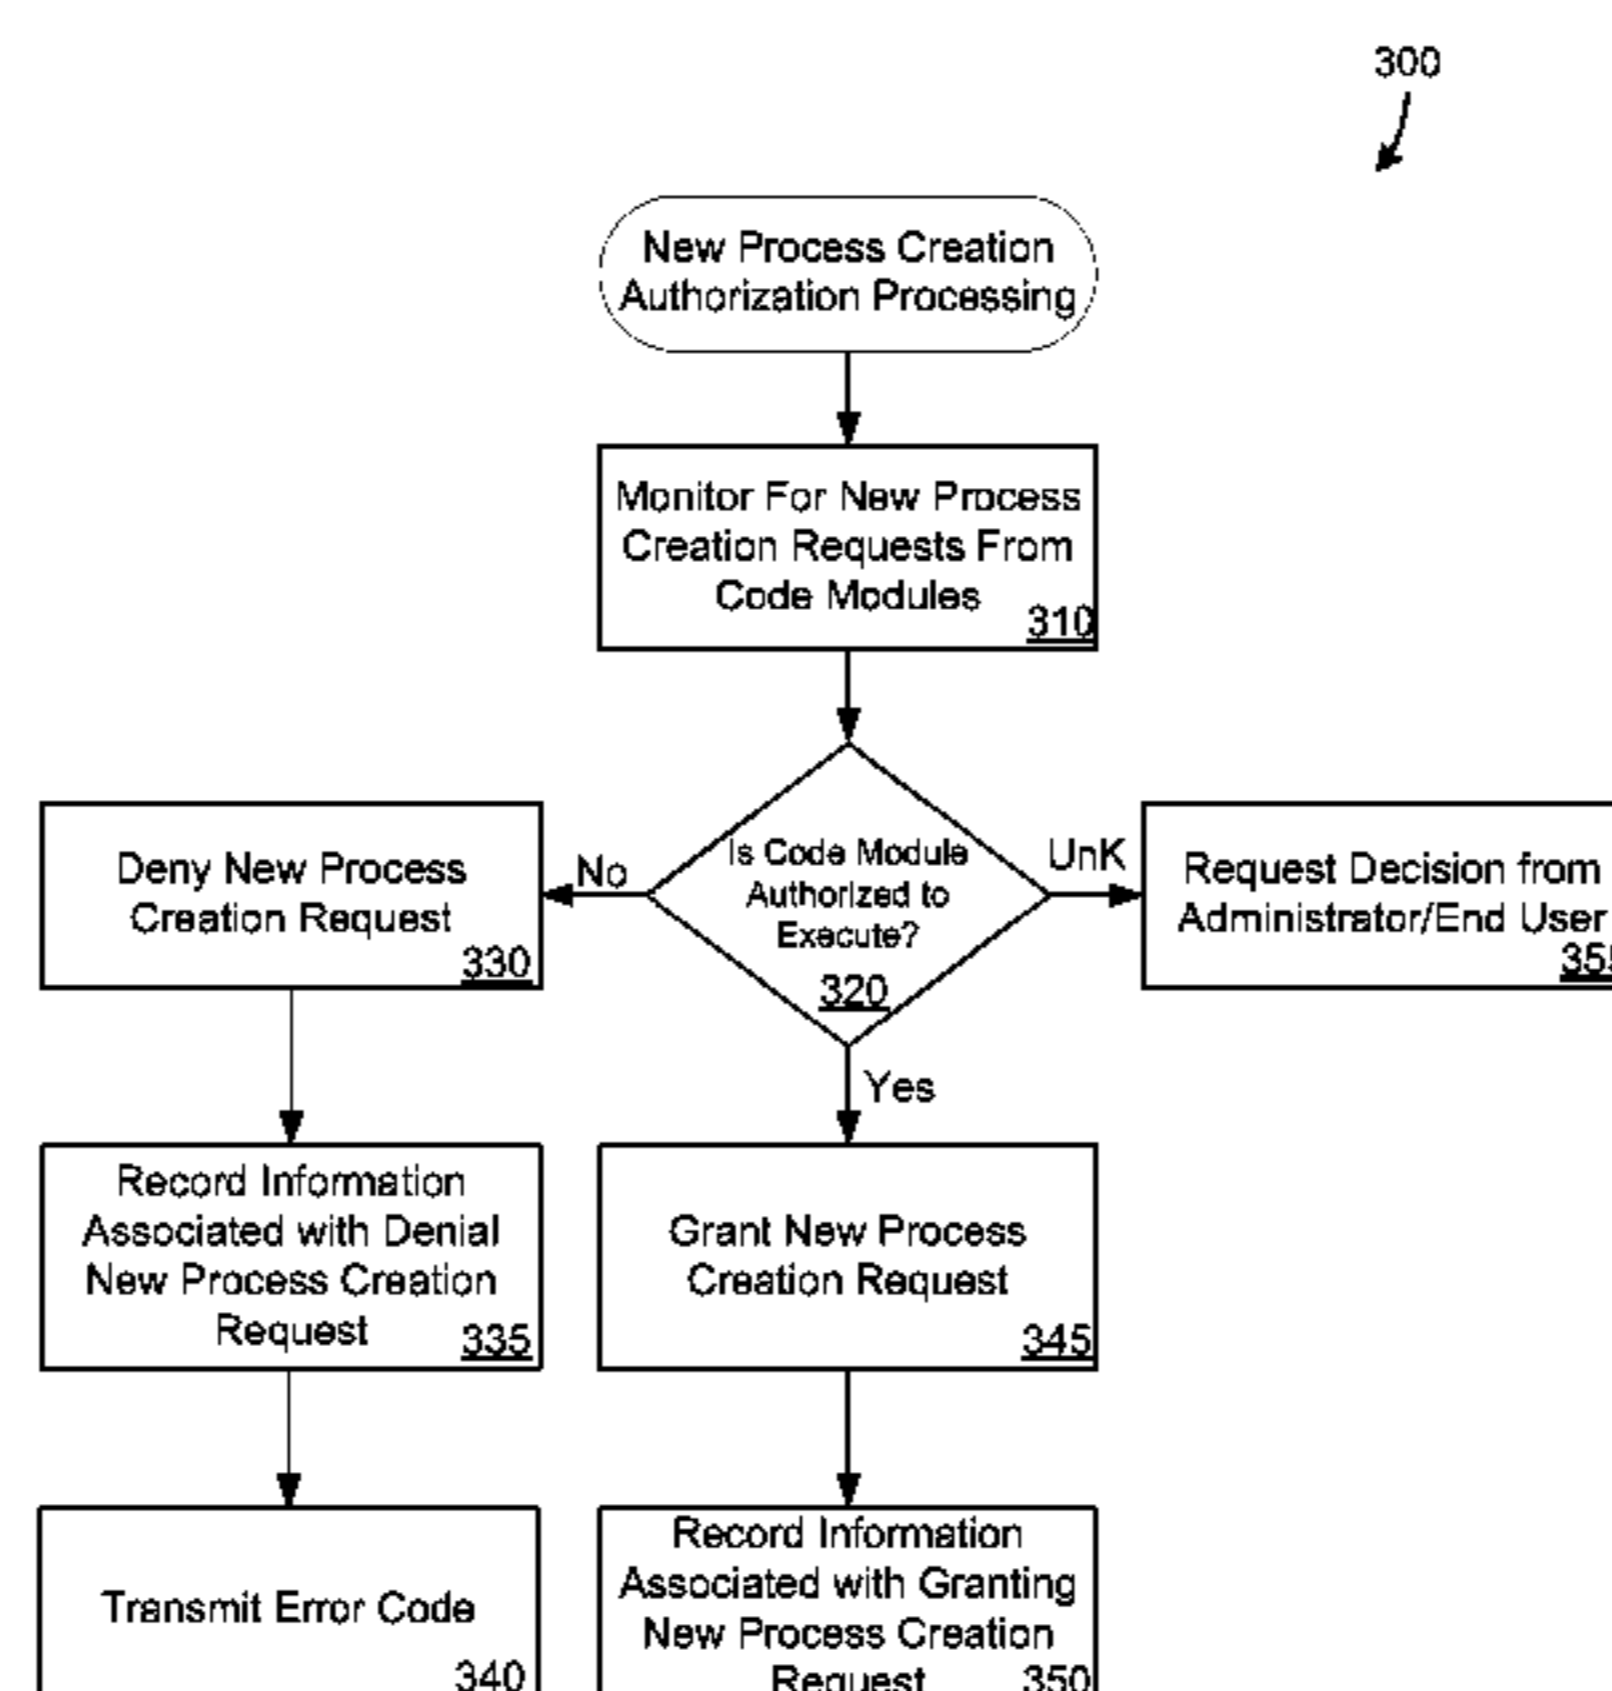 300
New Process Creation
Authorization Processing
Monitor For New Process
Creation Requests From
Code Modules
310
Is Code Module
Authorized to
Execute?
320
No
UnK
Yes
Deny New Process
Creation Request
330
Request Decision from
Administrator/End User
355
Record Information
Associated with Denial
New Process Creation
Request
335
Grant New Process
Creation Request
345
Transmit Error Code
340
Record Information
Associated with Granting
New Process Creation
Request
350